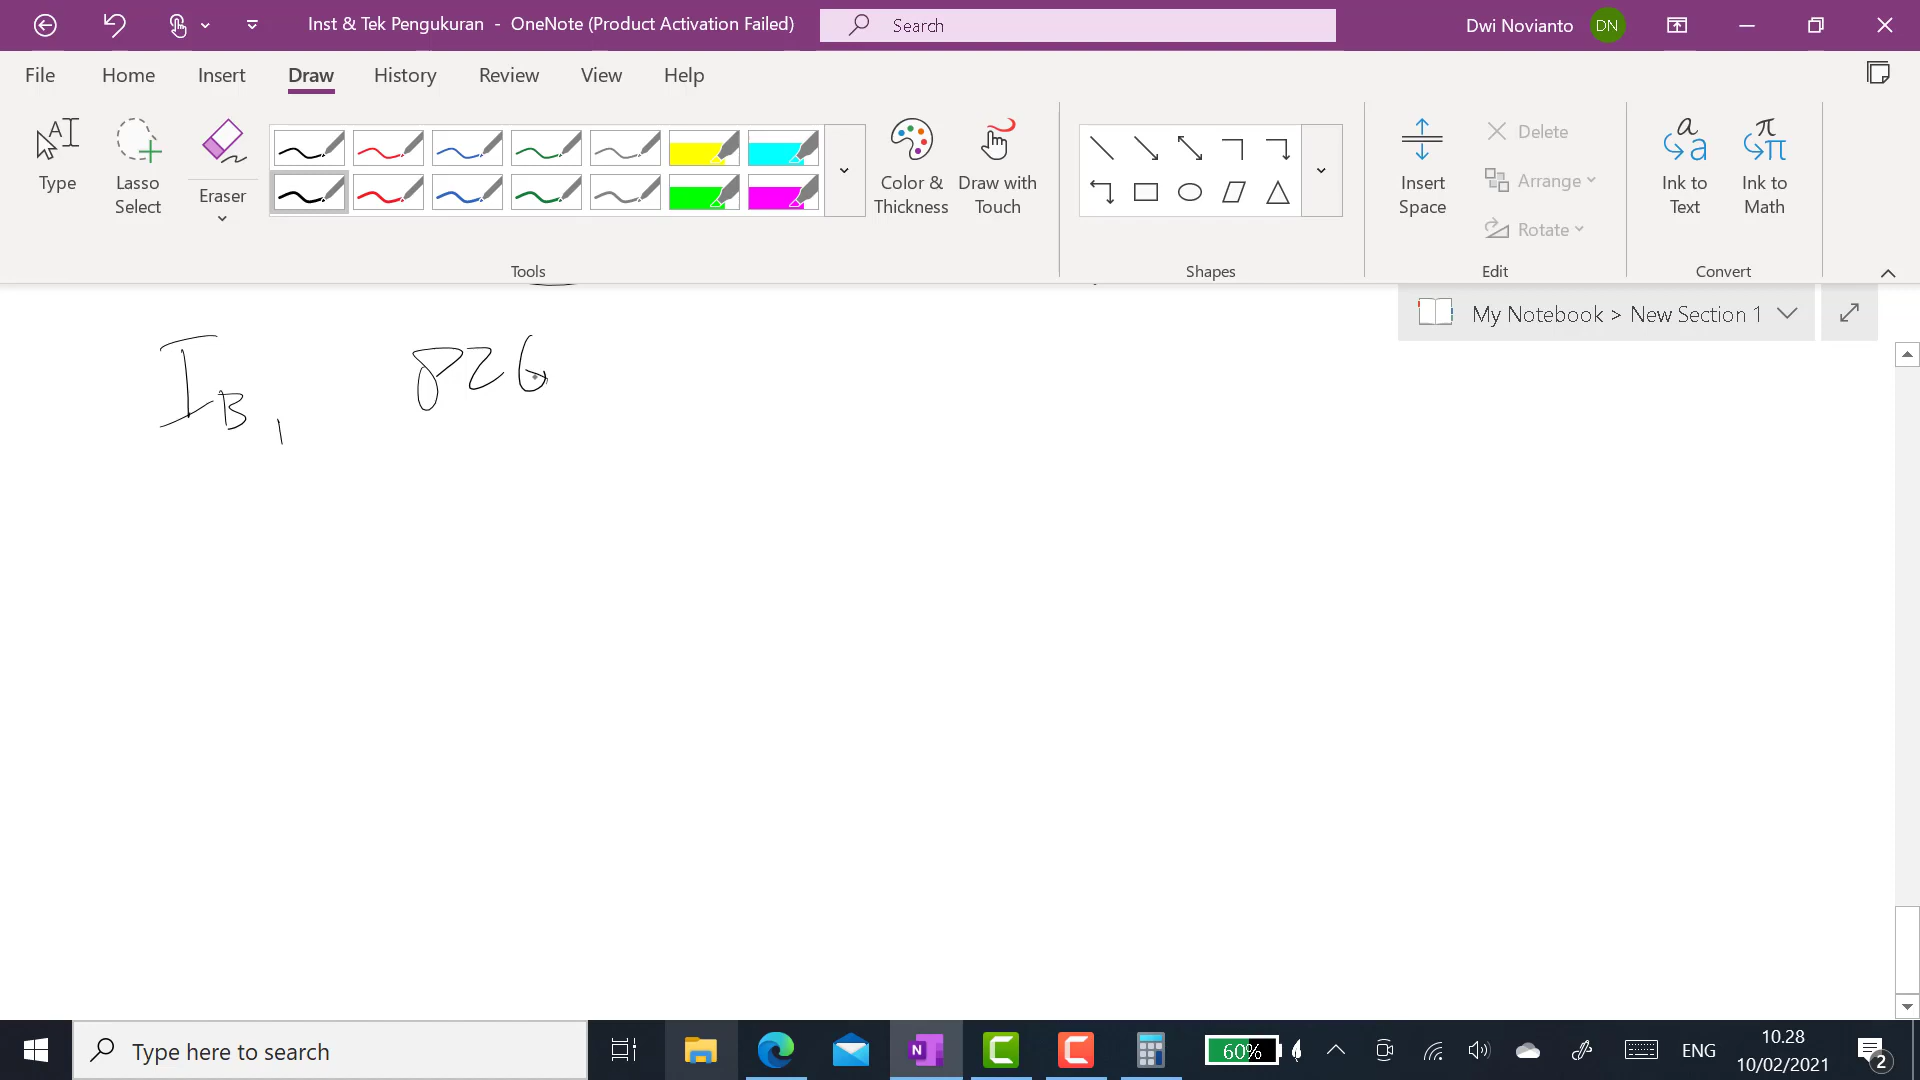 Inst & Tek Pengukuran - OneNote (Product Activation Failed)
Search
Dwi Novianto
DN
File Home Insert Draw History Review View Help
Type
Lasso Select
Eraser
Color & Thickness
Draw with Touch
Insert Space
Delete
Arrange
Rotate
Ink to Text
Ink to Math
Tools
Shapes
Edit
Convert
My Notebook > New Section 1
I_B, 826
Type here to search
60%
ENG
10.28
10/02/2021
2